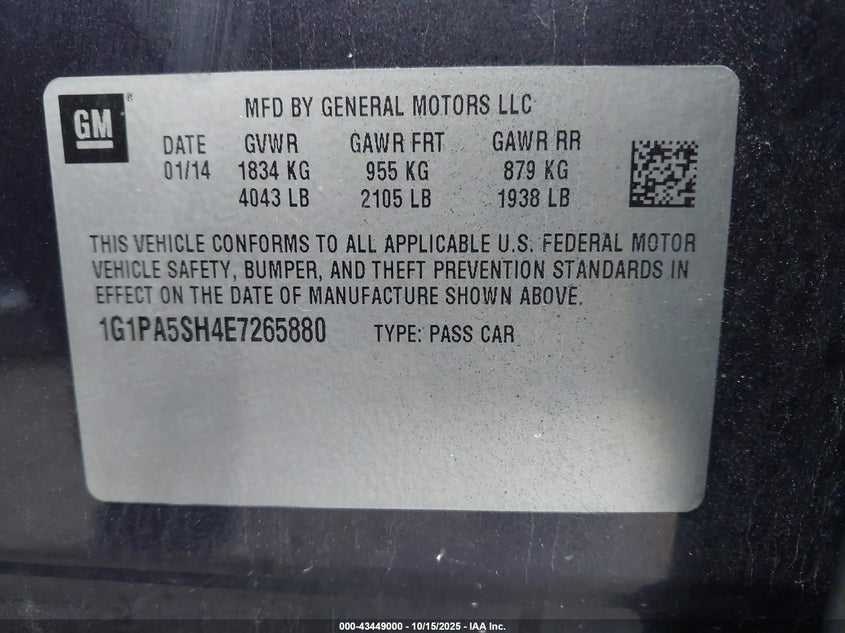 GM
®
MFD BY GENERAL MOTORS LLC
DATE GVWR GAWR FRT GAWR RR
01/14 1834 KG 955 KG 879 KG
4043 LB 2105 LB 1938 LB
THIS VEHICLE CONFORMS TO ALL APPLICABLE U.S. FEDERAL MOTOR
VEHICLE SAFETY, BUMPER, AND THEFT PREVENTION STANDARDS IN
EFFECT ON THE DATE OF MANUFACTURE SHOWN ABOVE.
1G1PA5SH4E7265880 TYPE: PASS CAR
000-43449000 - 10/15/2025 - IAA Inc.